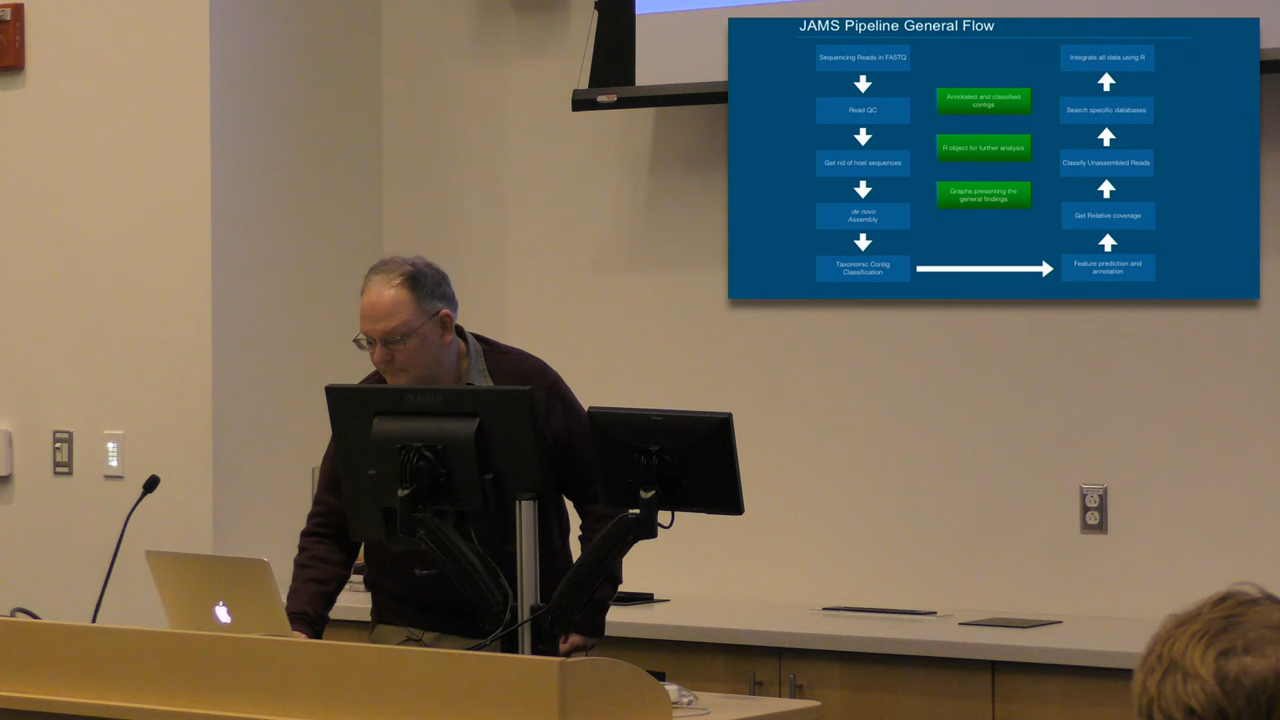 JAMS Pipeline General Flow
Sequencing Reads in FASTQ
Read QC
Get rid of host sequences
de novo
Assembly
Taxonomic Contig
Classification
Annotated and classified
contigs
R object for further analysis
Graphs presenting the
general findings
Integrate all data using R
Search specific databases
Classify Unassembled Reads
Get Relative coverage
Feature prediction and
annotation